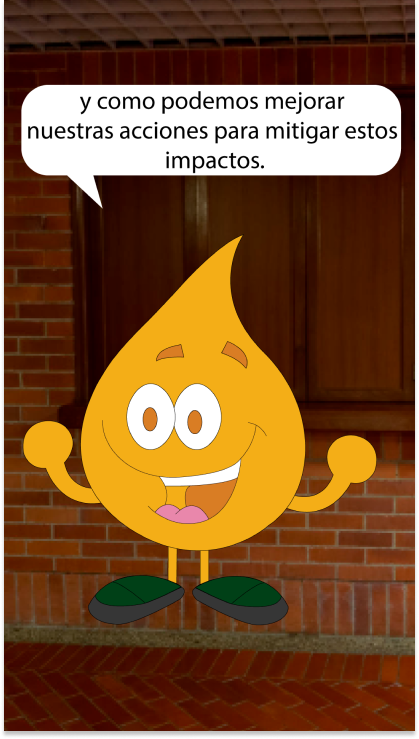 y como podemos mejorar
nuestras acciones para mitigar estos
impactos.